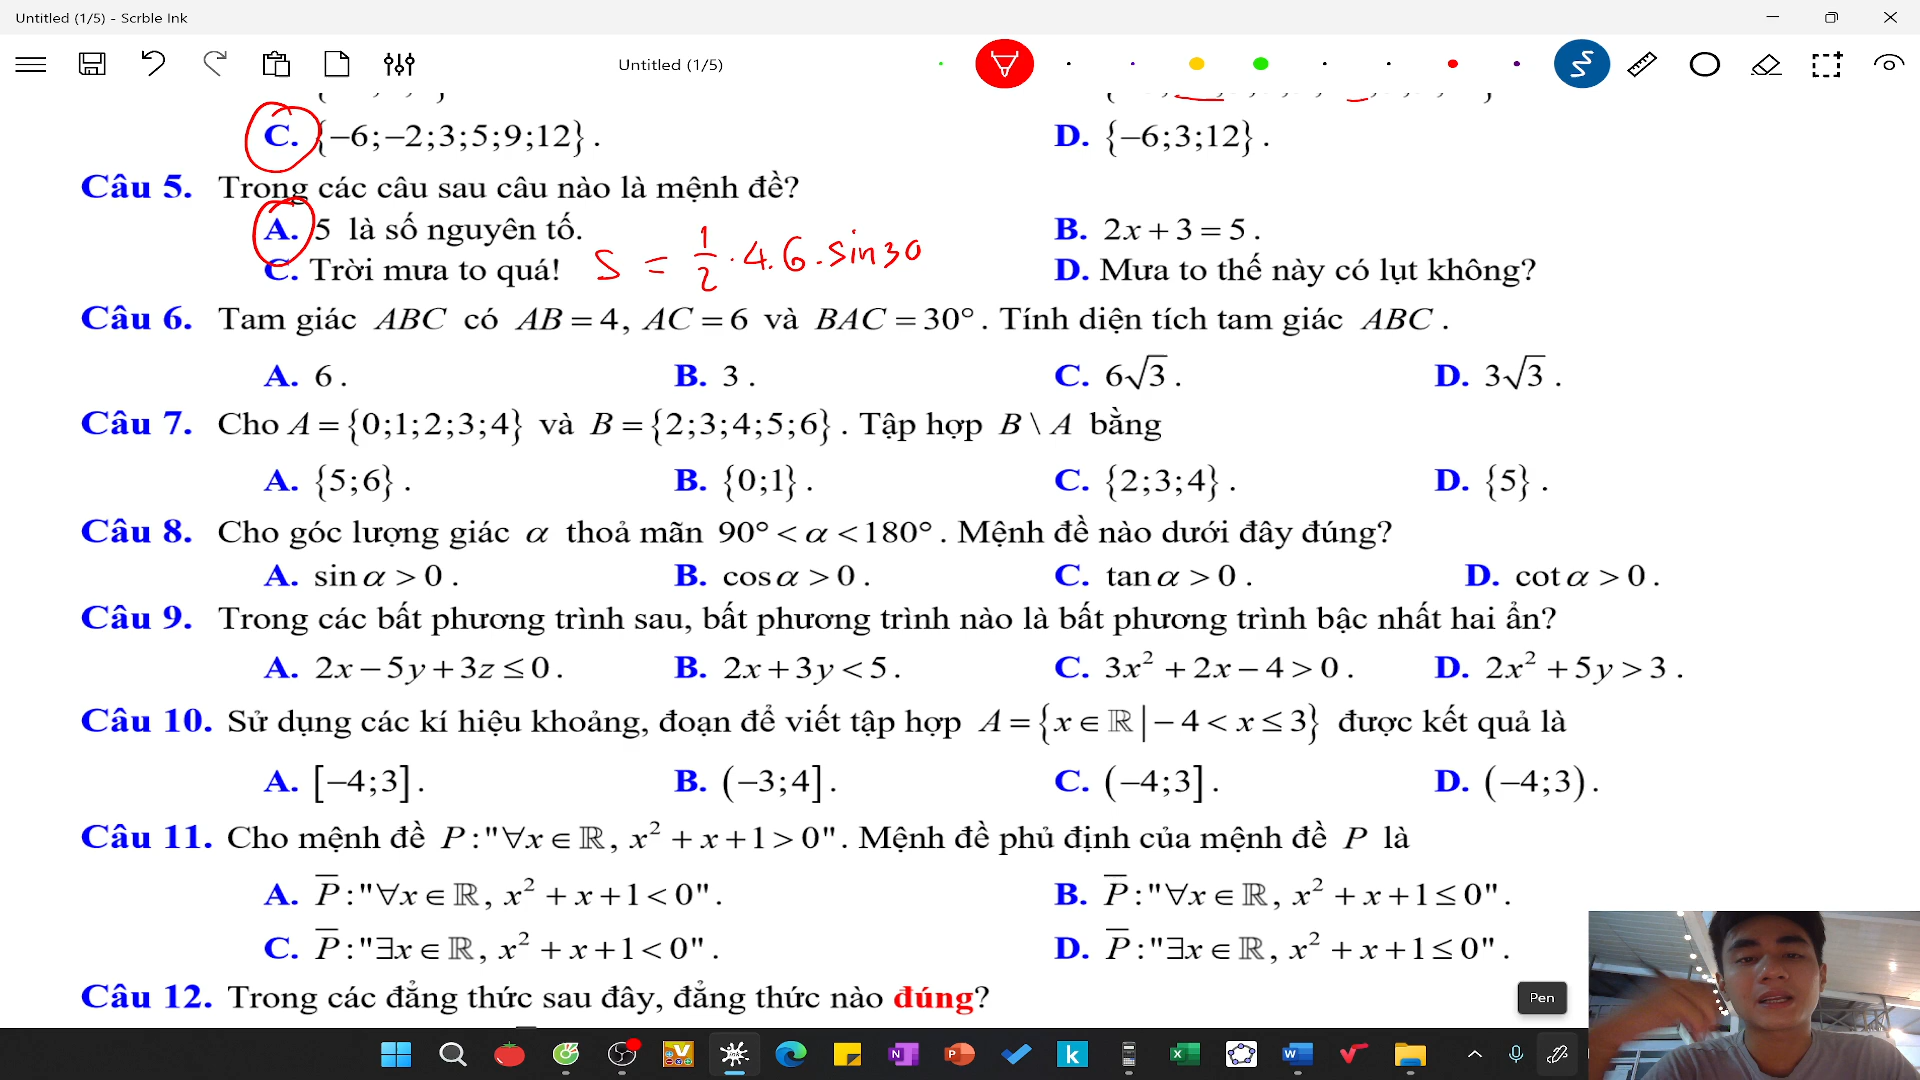 Untitled (1/5) - Scrble Ink
Untitled (1/5)
C. {−6;−2;3;5;9;12}. D. {−6;3;12}.
Câu 5. Trong các câu sau câu nào là mệnh đề?
A. 5 là số nguyên tố. B. 2x + 3 = 5.
S = 1/2 · 4.6.sin30
C. Trời mưa to quá! D. Mưa to thế này có lụt không?
Câu 6. Tam giác ABC có AB = 4, AC = 6 và BAC = 30°. Tính diện tích tam giác ABC.
A. 6. B. 3. C. 6√3. D. 3√3.
Câu 7. Cho A = {0;1;2;3;4} và B = {2;3;4;5;6}. Tập hợp B \ A bằng
A. {5;6}. B. {0;1}. C. {2;3;4}. D. {5}.
Câu 8. Cho góc lượng giác α thoả mãn 90° < α < 180°. Mệnh đề nào dưới đây đúng?
A. sin α > 0. B. cos α > 0. C. tan α > 0. D. cot α > 0.
Câu 9. Trong các bất phương trình sau, bất phương trình nào là bất phương trình bậc nhất hai ẩn?
A. 2x − 5y + 3z ≤ 0. B. 2x + 3y < 5. C. 3x² + 2x − 4 > 0. D. 2x² + 5y > 3.
Câu 10. Sử dụng các kí hiệu khoảng, đoạn để viết tập hợp A = {x ∈ ℝ | −4 < x ≤ 3} được kết quả là
A. [−4;3]. B. (−3;4]. C. (−4;3]. D. (−4;3).
Câu 11. Cho mệnh đề P:"∀x ∈ ℝ, x² + x + 1 > 0". Mệnh đề phủ định của mệnh đề P là
A. P̅:"∀x ∈ ℝ, x² + x + 1 < 0". B. P̅:"∀x ∈ ℝ, x² + x + 1 ≤ 0".
C. P̅:"∃x ∈ ℝ, x² + x + 1 < 0". D. P̅:"∃x ∈ ℝ, x² + x + 1 ≤ 0".
Câu 12. Trong các đẳng thức sau đây, đẳng thức nào đúng?
Pen